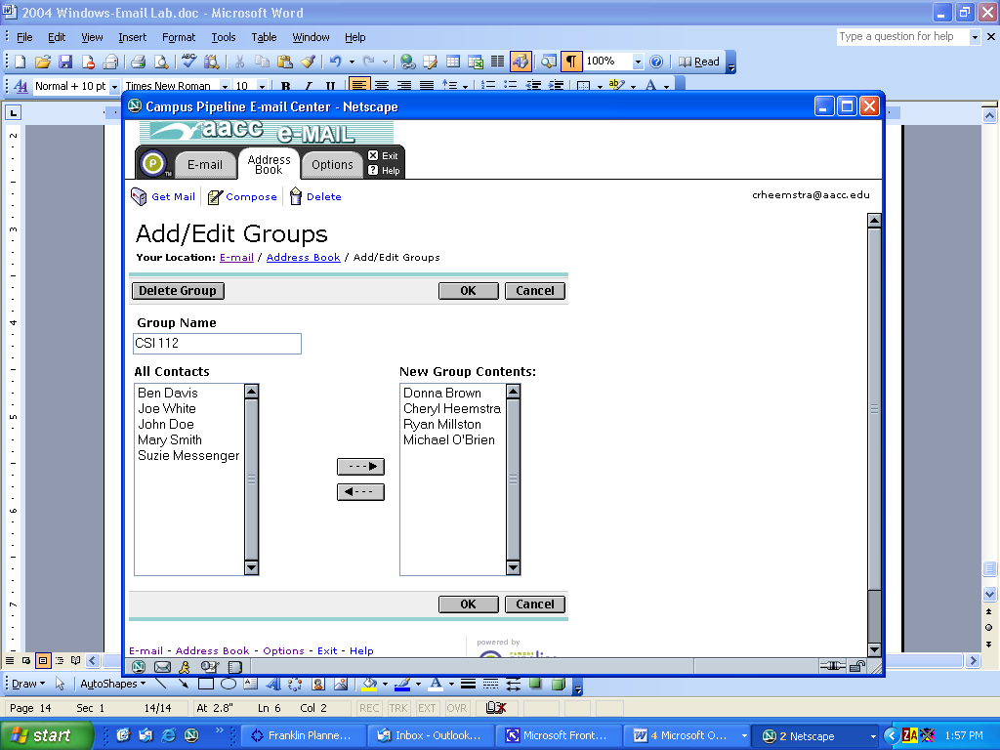 2004 Windows-Email Lab.doc - Microsoft Word
File Edit View Insert Format Tools Table Window Help
Type a question for help
100% Read
Normal + 10 pt Times New Roman 10 B I U
Campus Pipeline E-mail Center - Netscape
aacc e-MAIL
E-mail Address Book Options Exit Help
Get Mail Compose Delete crheemstra@aacc.edu
Add/Edit Groups
Your Location: E-mail / Address Book / Add/Edit Groups
Delete Group OK Cancel
Group Name
CSI 112
All Contacts New Group Contents:
Ben Davis Donna Brown
Joe White Cheryl Heemstra
John Doe Ryan Millston
Mary Smith Michael O'Brien
Suzie Messenger
--->
<---
OK Cancel
powered by
E-mail - Address Book - Options - Exit - Help
Draw AutoShapes
Page 14 Sec 1 14/14 At 2.8" Ln 6 Col 2 REC TRK EXT OVR
start Franklin Planne... Inbox - Outlook... Microsoft Front... 4 Microsoft O... 2 Netscape ZA 1:57 PM